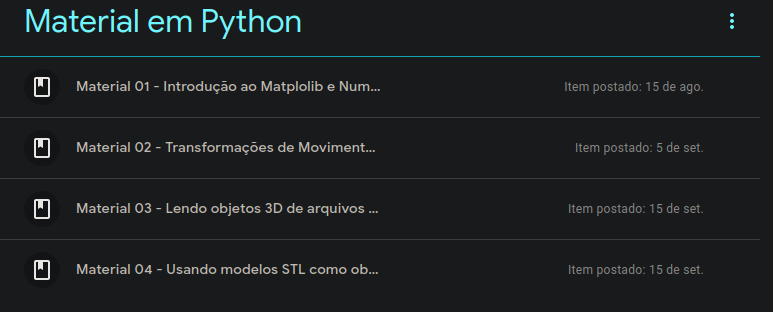 Material em Python
Material 01 - Introdução ao Matplolib e Num...
Item postado: 15 de ago.
Material 02 - Transformações de Moviment...
Item postado: 5 de set.
Material 03 - Lendo objetos 3D de arquivos ...
Item postado: 15 de set.
Material 04 - Usando modelos STL como ob...
Item postado: 15 de set.